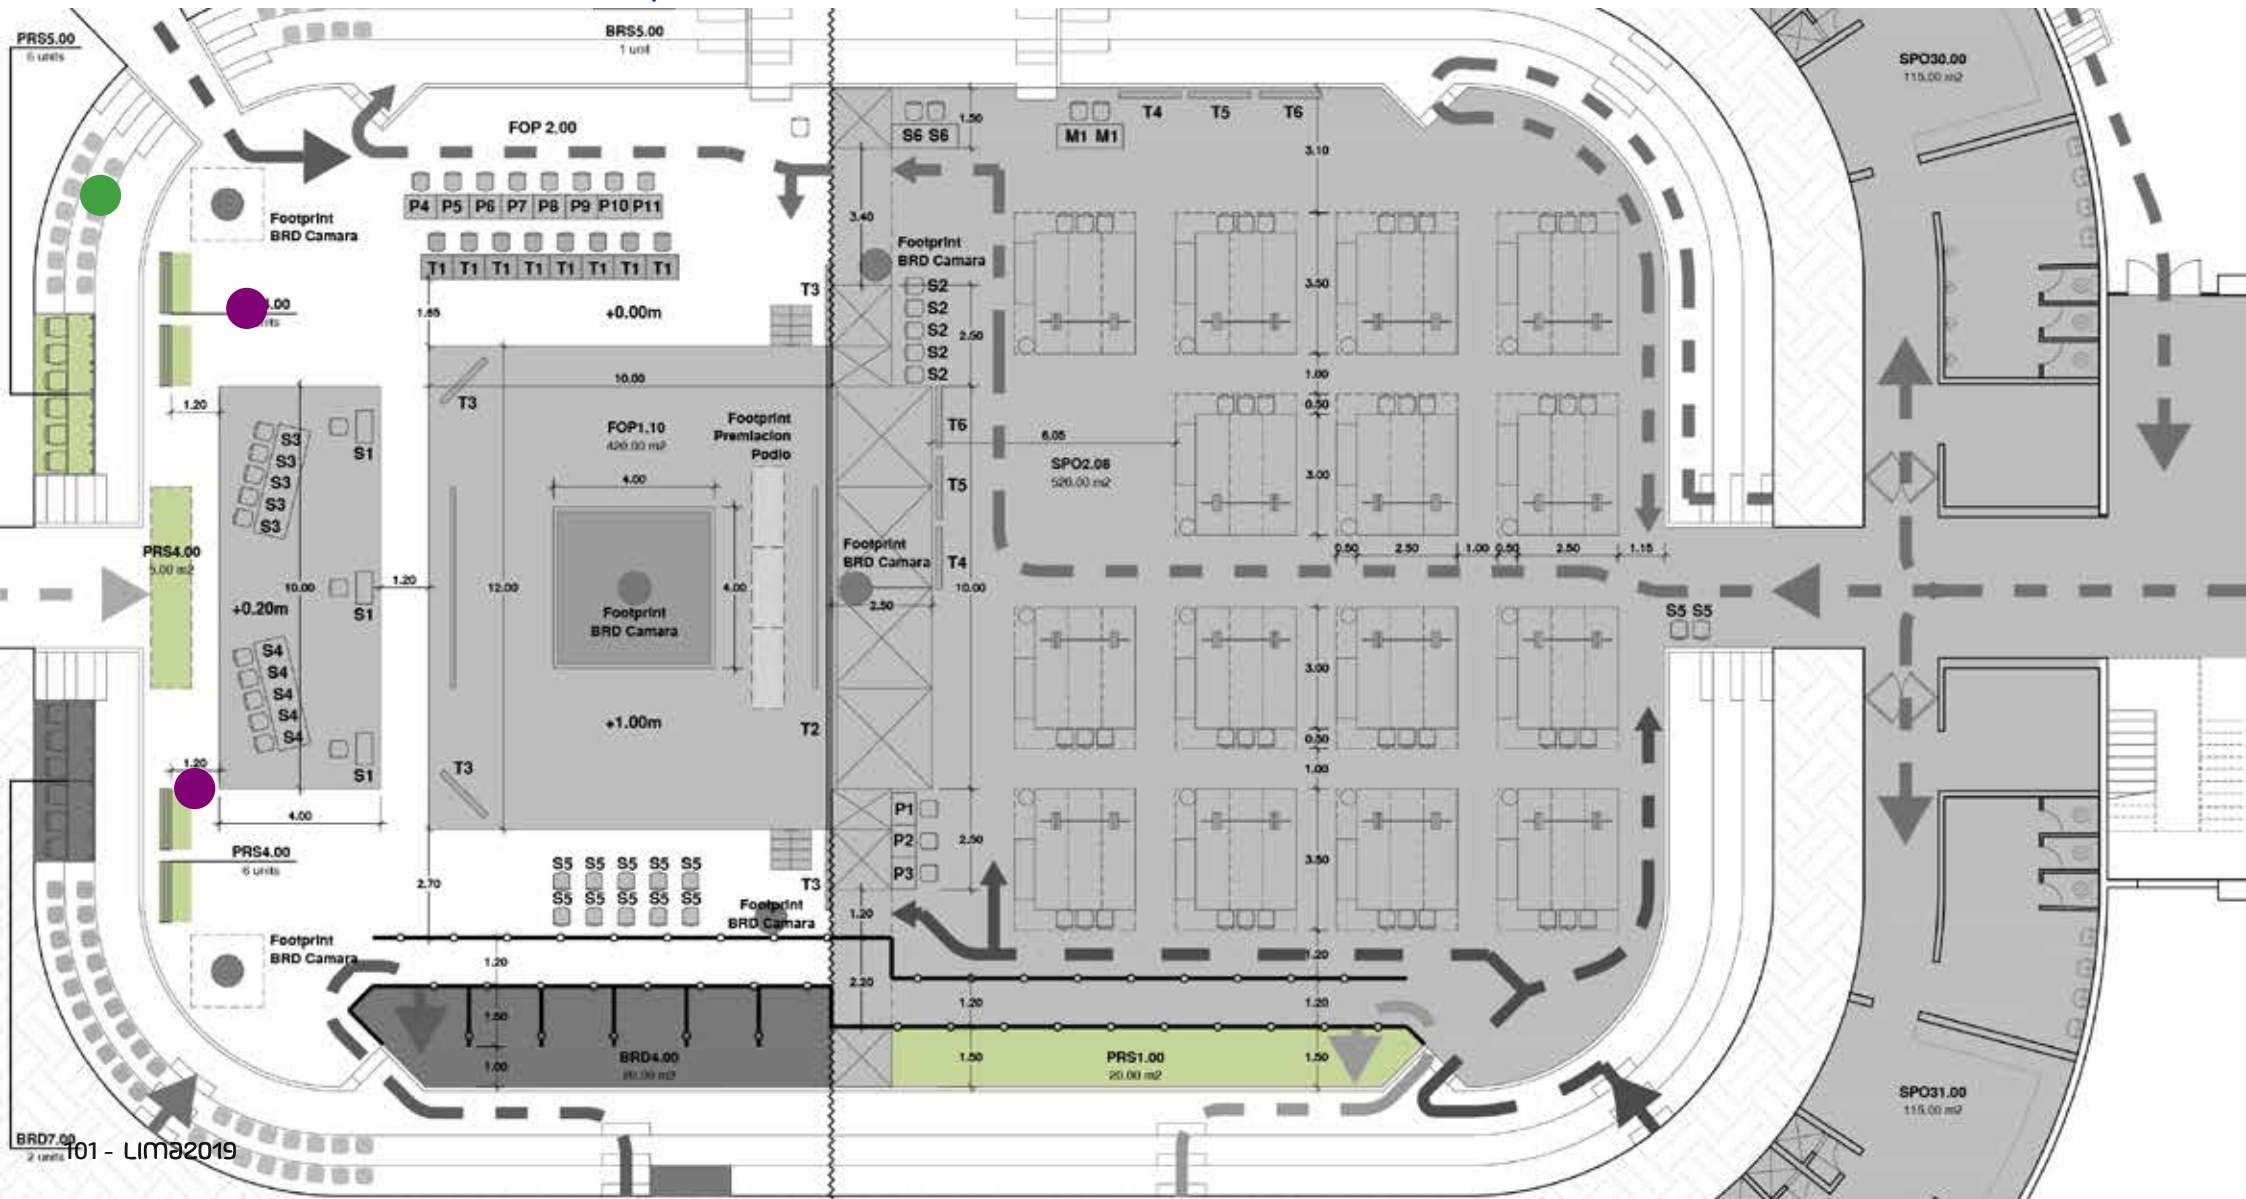 PRS5.00
6 units
BRS5.00
1 unit
SPO30.00
115.00 m2
FOP 2.00
S6 S6
1.50
M1 M1
T4
T5
T6
3.10
P4 P5 P6 P7 P8 P9 P10 P11
Footprint
BRD Camara
3.40
Footprint
BRD Camara
T1 T1 T1 T1 T1 T1 T1 T1
T3
S2
S2
S2
S2
S2
2.50
3.50
1.65
+0.00m
10.00
1.00
0.50
1.20
T3
FOP1.10
420.00 m2
Footprint
Premiacion
Podio
T6
6.05
SPO2.08
520.00 m2
S3
S3
S3
S3
S3
S1
4.00
T5
3.00
PRS4.00
5.00 m2
Footprint
BRD Camara
T4
0.50
2.50
1.00
0.50
2.50
1.15
10.00
1.20
12.00
4.00
10.00
2.50
+0.20m
S1
Footprint
BRD Camara
S5 S5
S4
S4
S4
S4
S4
3.00
+1.00m
T2
0.50
1.20
S1
T3
1.00
4.00
P1
P2
P3
2.50
PRS4.00
6 units
S5 S5 S5 S5 S5
S5 S5 S5 S5 S5
2.70
T3
3.50
Footprint
BRD Camara
1.20
Footprint
BRD Camara
1.20
2.20
1.20
1.20
1.20
1.50
1.00
BRD4.00
20.00 m2
1.50
PRS1.00
20.00 m2
1.50
SPO31.00
115.00 m2
BRD7.00
2 units
101 - LIMA2019